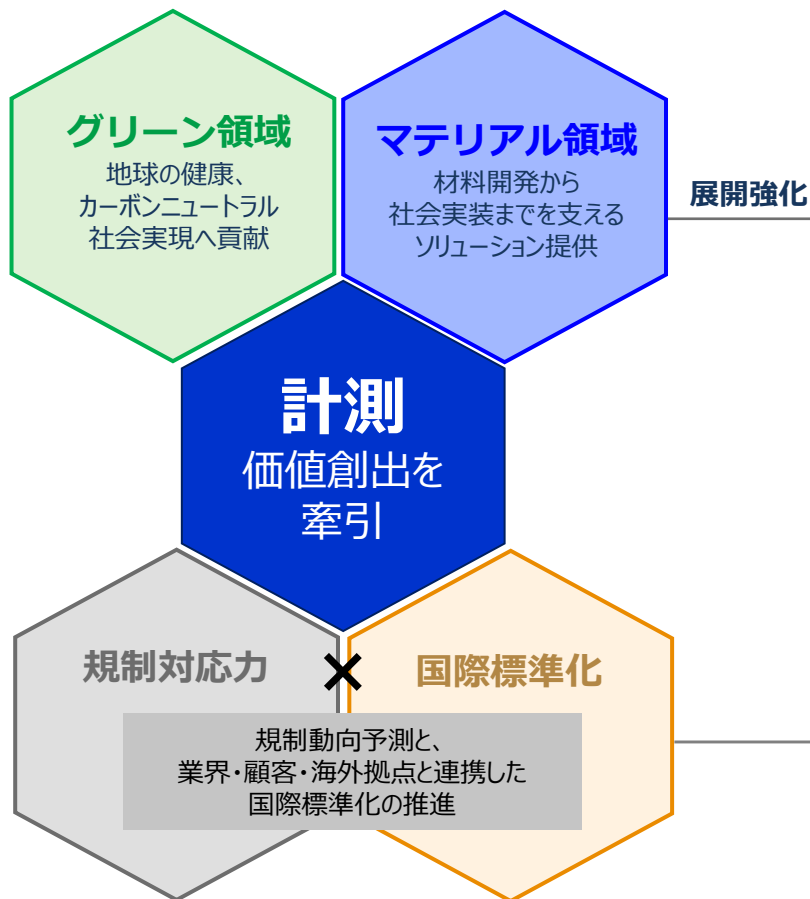 グリーン領域
地球の健康、
カーボンニュートラル
社会実現へ貢献
マテリアル領域
材料開発から
社会実装までを支える
ソリューション提供
展開強化
計測
価値創出を
牽引
規制対応力
×
国際標準化
規制動向予測と、
業界・顧客・海外拠点と連携した
国際標準化の推進